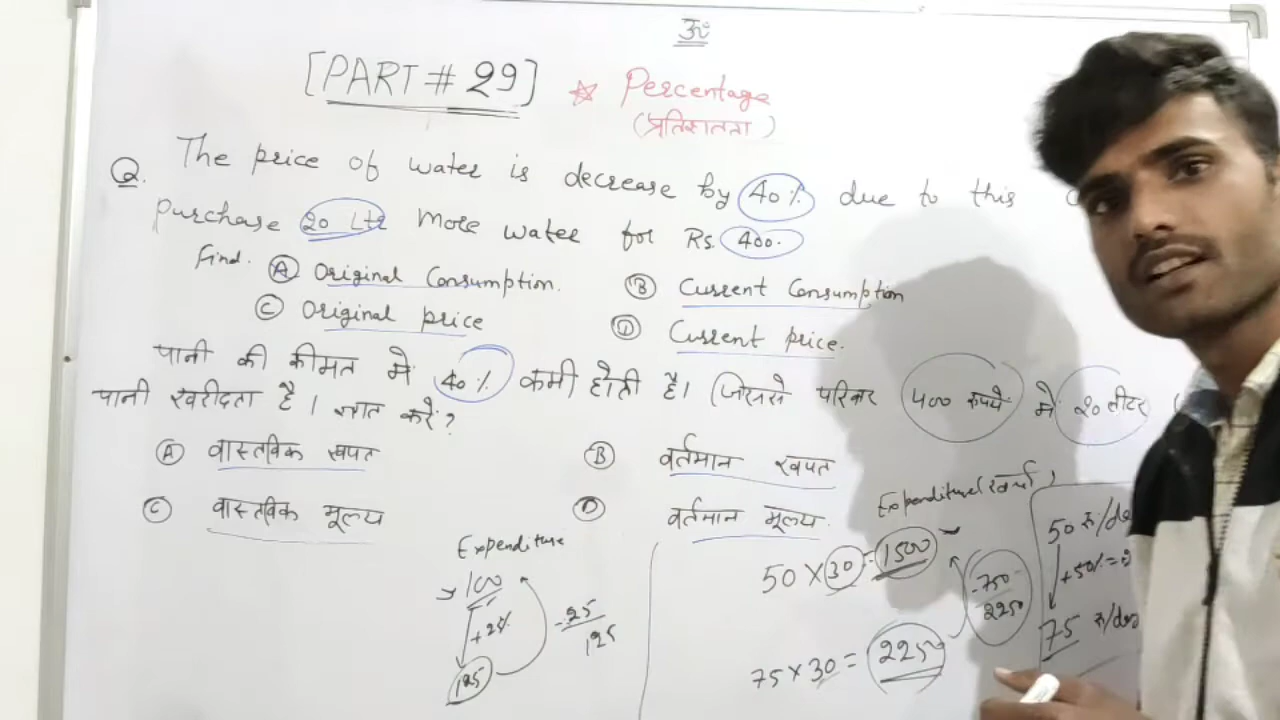 ॐ
[PART # 29]
☆ Percentage
(प्रतिशतता)
Q. The price of water is decrease by 40% due to this
purchase 20 Ltr More water for Rs. 400.
find. (A) Original Consumption. (B) Current Consumption
(C) Original price (D) Current price.
पानी की कीमत मे 40% कमी होती है। (जिससे परिवार 400 रूपये मे 20 लीटर
पानी खरीदता है। ज्ञात करे?
(A) वास्तविक खपत (B) वर्तमान खपत
(C) वास्तविक मूल्य (D) वर्तमान मूल्य.
Expenditure
100
+25%
125
-25/125
Expenditure (खर्चा)
50 × 30 = 1500
75 × 30 = 2250
-750/2250
50 रू/
+50%=
75 रू/